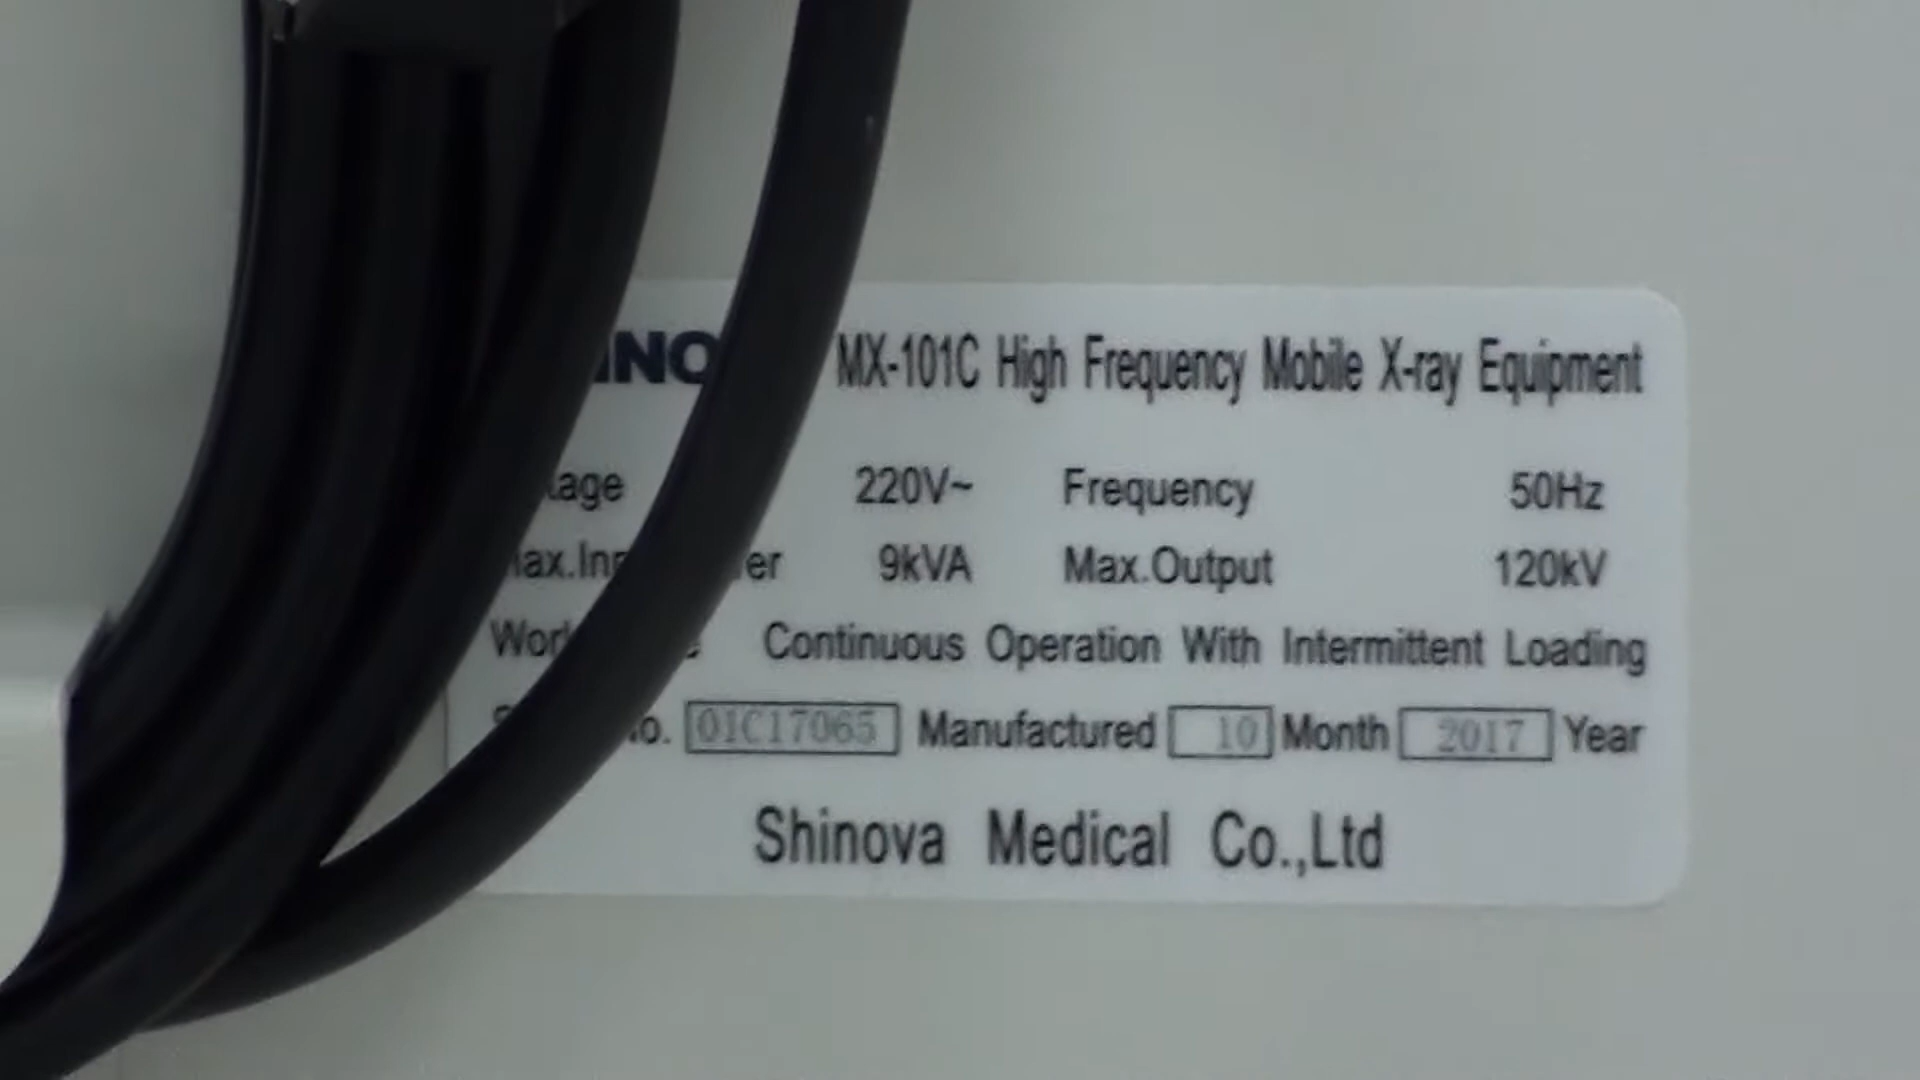 MX-101C High Frequency Mobile X-ray Equipment
220V~ Frequency 50Hz
9kVA Max.Output 120kV
Continuous Operation With Intermittent Loading
01C17065 Manufactured 10 Month 2017 Year
Shinova Medical Co.,Ltd